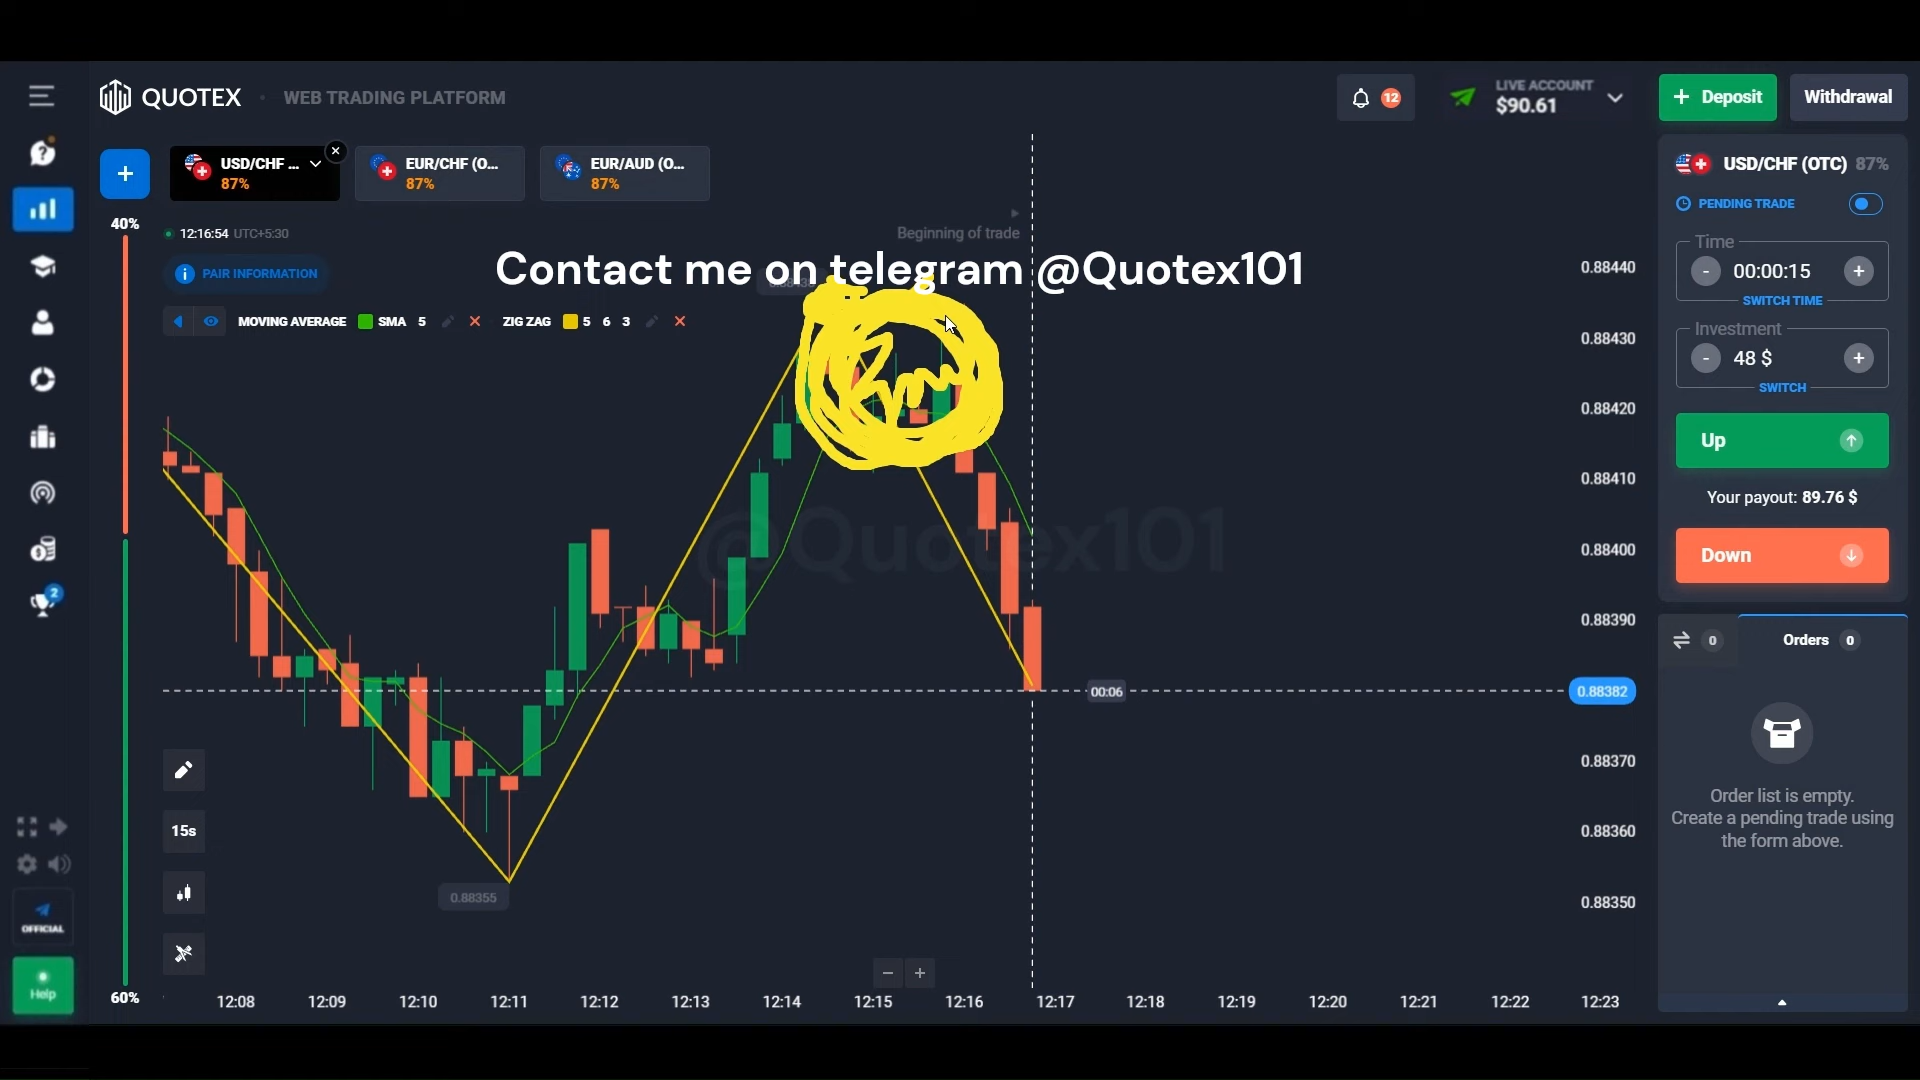 QUOTEX
WEB TRADING PLATFORM
12
LIVE ACCOUNT
$90.61
+ Deposit
Withdrawal
+
USD/CHF ...
87%
EUR/CHF (O...
87%
EUR/AUD (O...
87%
USD/CHF (OTC) 87%
PENDING TRADE
40%
12:16:54 UTC+5:30
Beginning of trade
Time
- 00:00:15 +
SWITCH TIME
PAIR INFORMATION
Contact me on telegram @Quotex101
MOVING AVERAGE SMA 5
ZIG ZAG 5 6 3
Investment
- 48 $ +
SWITCH
Up
Your payout: 89.76 $
Down
0.88440
0.88430
0.88420
0.88410
0.88400
0.88390
0.88382
0.88370
0.88360
0.88350
@Quotex101
00:06
0.88355
2
0
Orders 0
Order list is empty.
Create a pending trade using
the form above.
15s
OFFICIAL
Help
60%
- +
12:08 12:09 12:10 12:11 12:12 12:13 12:14 12:15 12:16 12:17 12:18 12:19 12:20 12:21 12:22 12:23